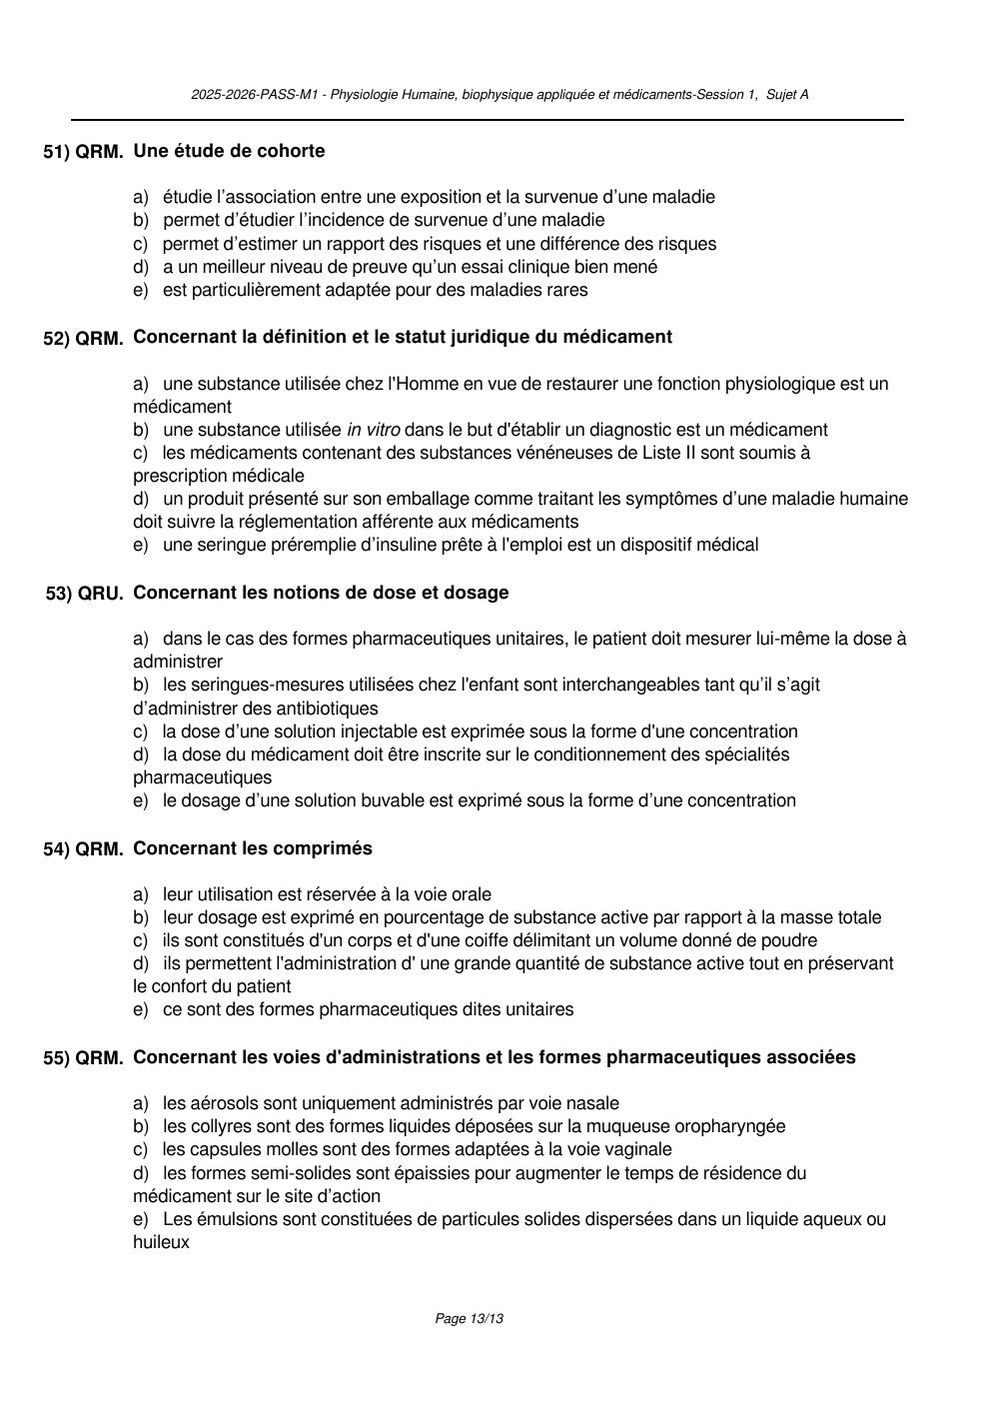 2025-2026-PASS-M1 - Physiologie Humaine, biophysique appliquée et médicaments-Session 1, Sujet A
51) QRM. Une étude de cohorte
a) étudie l’association entre une exposition et la survenue d’une maladie
b) permet d’étudier l’incidence de survenue d’une maladie
c) permet d’estimer un rapport des risques et une différence des risques
d) a un meilleur niveau de preuve qu’un essai clinique bien mené
e) est particulièrement adaptée pour des maladies rares
52) QRM. Concernant la définition et le statut juridique du médicament
a) une substance utilisée chez l'Homme en vue de restaurer une fonction physiologique est un
médicament
b) une substance utilisée in vitro dans le but d'établir un diagnostic est un médicament
c) les médicaments contenant des substances vénéneuses de Liste II sont soumis à
prescription médicale
d) un produit présenté sur son emballage comme traitant les symptômes d’une maladie humaine
doit suivre la réglementation afférente aux médicaments
e) une seringue préremplie d’insuline prête à l'emploi est un dispositif médical
53) QRU. Concernant les notions de dose et dosage
a) dans le cas des formes pharmaceutiques unitaires, le patient doit mesurer lui-même la dose à
administrer
b) les seringues-mesures utilisées chez l'enfant sont interchangeables tant qu’il s’agit
d’administrer des antibiotiques
c) la dose d’une solution injectable est exprimée sous la forme d'une concentration
d) la dose du médicament doit être inscrite sur le conditionnement des spécialités
pharmaceutiques
e) le dosage d’une solution buvable est exprimé sous la forme d’une concentration
54) QRM. Concernant les comprimés
a) leur utilisation est réservée à la voie orale
b) leur dosage est exprimé en pourcentage de substance active par rapport à la masse totale
c) ils sont constitués d'un corps et d'une coiffe délimitant un volume donné de poudre
d) ils permettent l'administration d' une grande quantité de substance active tout en préservant
le confort du patient
e) ce sont des formes pharmaceutiques dites unitaires
55) QRM. Concernant les voies d'administrations et les formes pharmaceutiques associées
a) les aérosols sont uniquement administrés par voie nasale
b) les collyres sont des formes liquides déposées sur la muqueuse oropharyngée
c) les capsules molles sont des formes adaptées à la voie vaginale
d) les formes semi-solides sont épaissies pour augmenter le temps de résidence du
médicament sur le site d’action
e) Les émulsions sont constituées de particules solides dispersées dans un liquide aqueux ou
huileux
Page 13/13